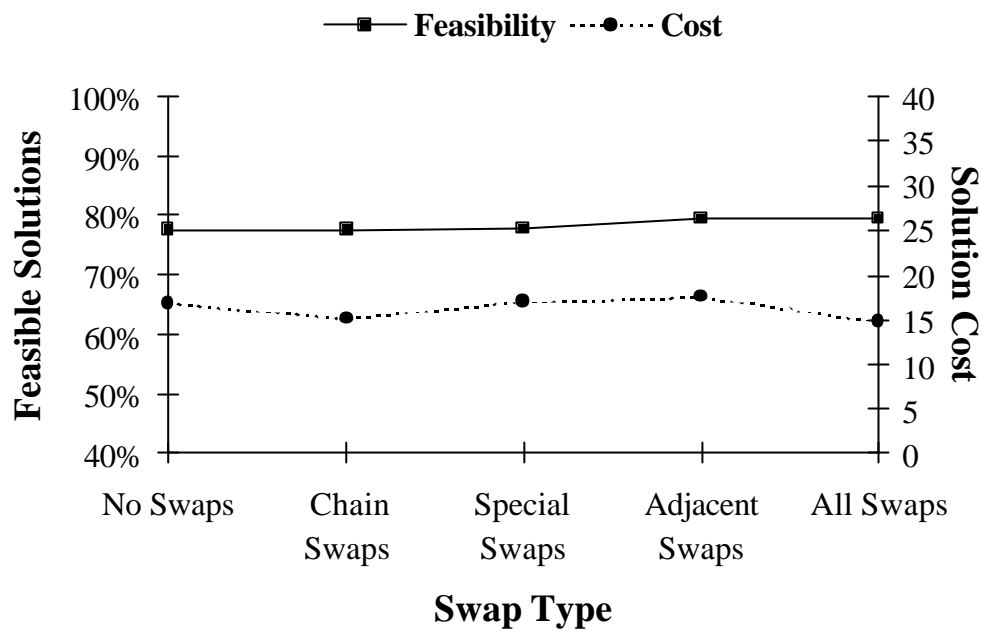 Feasibility Cost
Feasible Solutions
100%
90%
80%
70%
60%
50%
40%
40
35
30
25
20
15
10
5
0
Solution Cost
No Swaps
Chain
Swaps
Special
Swaps
Adjacent
Swaps
All Swaps
Swap Type